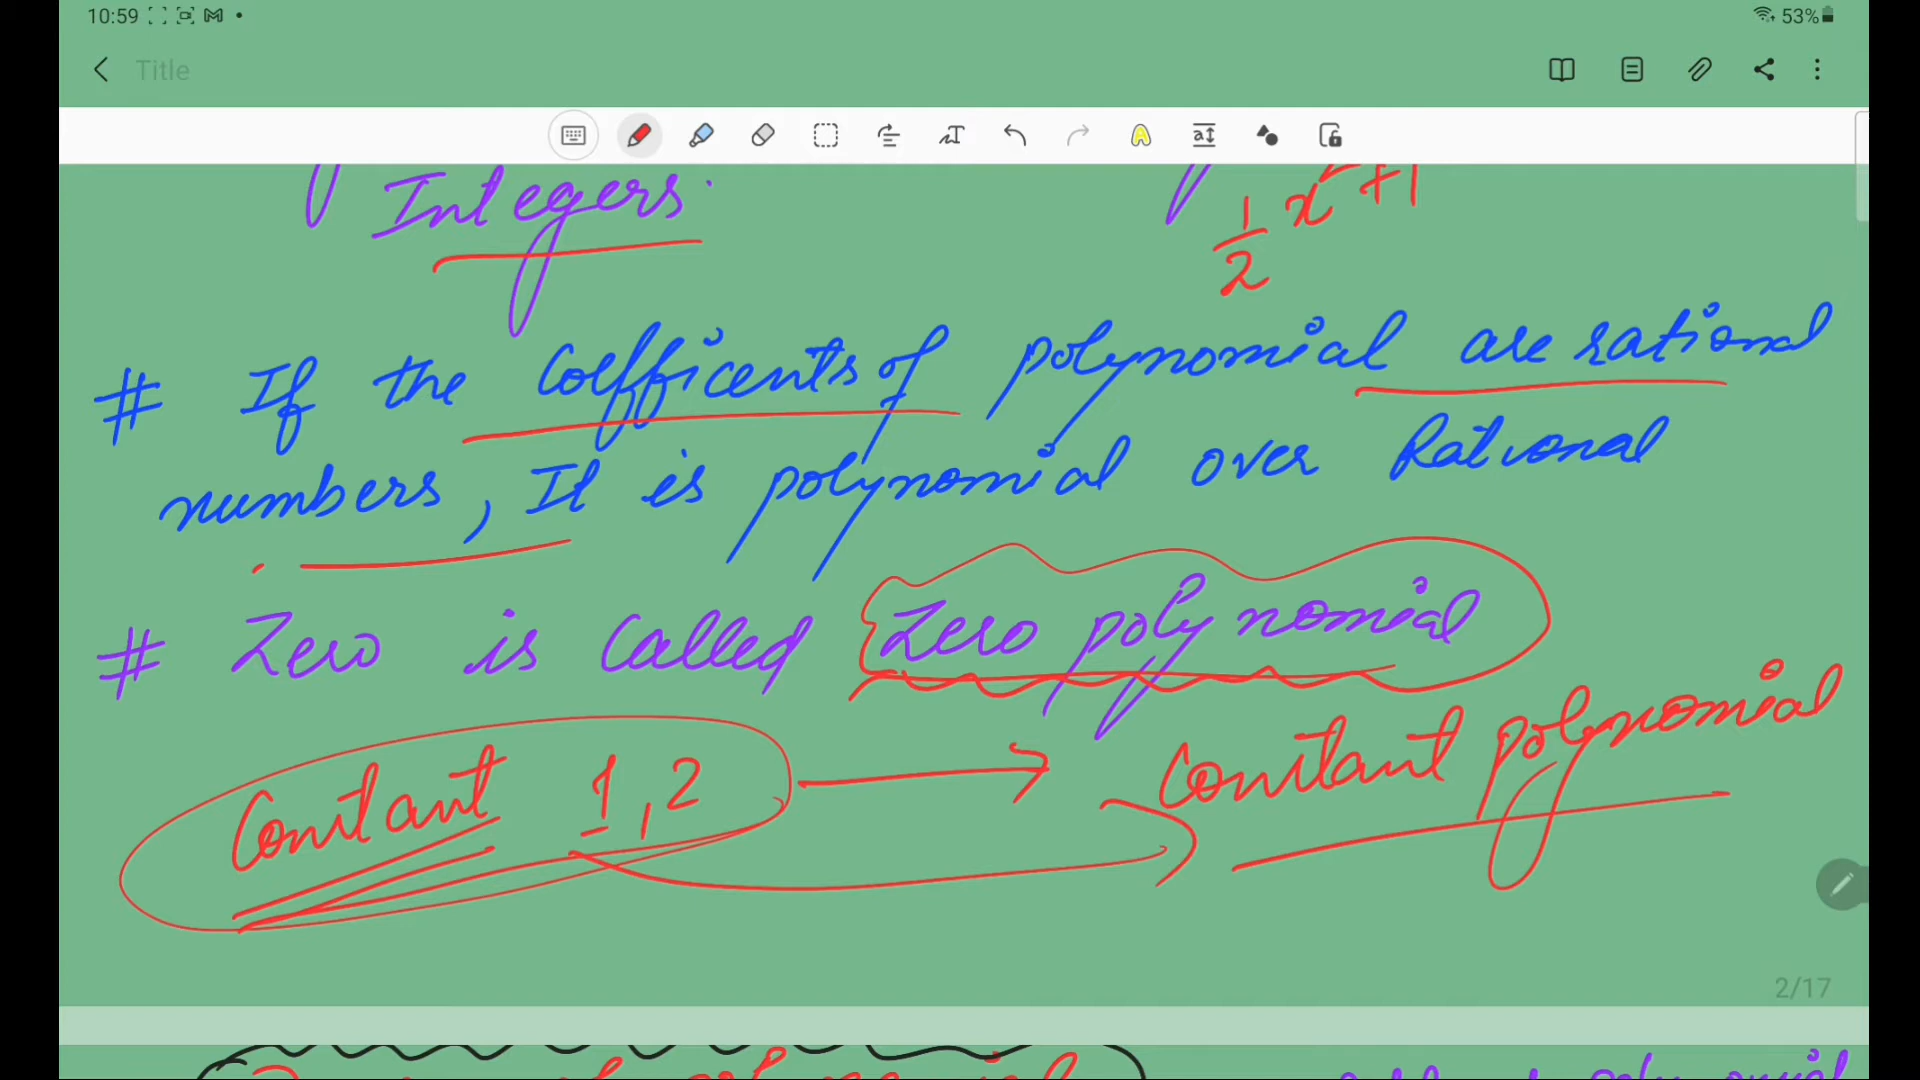 10:59
53%
Title
Integers.
1/2 x² + 1
# If the Coefficents of polynomial are rational
numbers, It is polynomial over Rational
# Zero is Called Zero polynomial
Constant 1, 2 → Constant polynomial
2/17